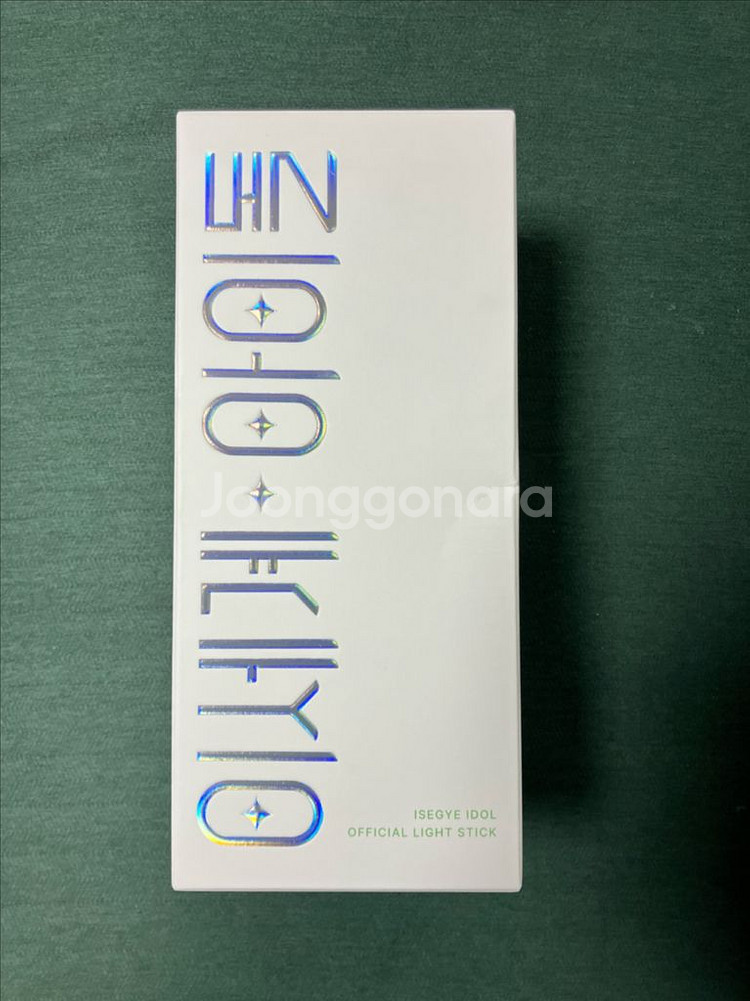 이세계✦아이돌
ISEGYE IDOL
OFFICIAL LIGHT STICK
Joonggonara